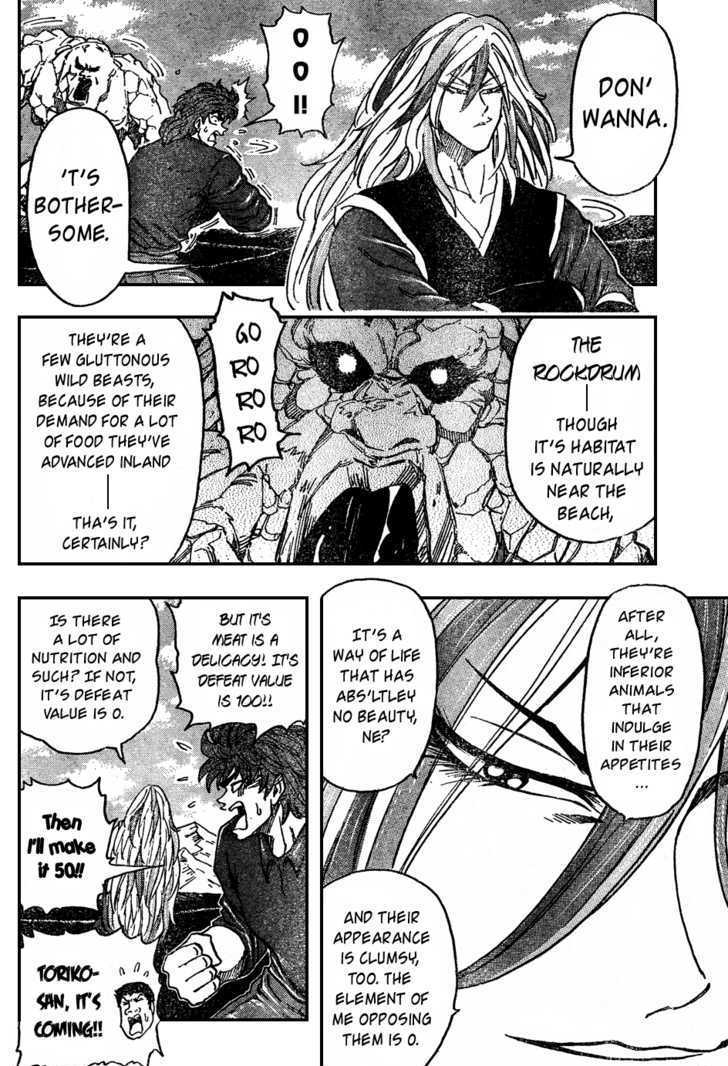 DON'
WANNA.
O
O
!!
'T'S
BOTHER-
SOME.
THE
ROCKDRUM
—
THOUGH
IT'S HABITAT
IS NATURALLY
NEAR THE
BEACH,
GO
RO
RO
RO
THEY'RE A
FEW GLUTTONOUS
WILD BEASTS,
BECAUSE OF THEIR
DEMAND FOR A LOT
OF FOOD THEY'VE
ADVANCED INLAND
—
THA'S IT,
CERTAINLY?
AFTER
ALL,
THEY'RE
INFERIOR
ANIMALS
THAT
INDULGE
IN THEIR
APPETITES
...
IT'S A
WAY OF LIFE
THAT HAS
ABS'LTLEY
NO BEAUTY,
NE?
AND THEIR
APPEARANCE
IS CLUMSY,
TOO. THE
ELEMENT OF
ME OPPOSING
THEM IS 0.
BUT IT'S
MEAT IS A
DELICACY! IT'S
DEFEAT VALUE
IS 100!!
IS THERE
A LOT OF
NUTRITION AND
SUCH? IF NOT,
IT'S DEFEAT
VALUE IS 0.
Then
I'll make
it 50!!
TORIKO-
SAN, IT'S
COMING!!